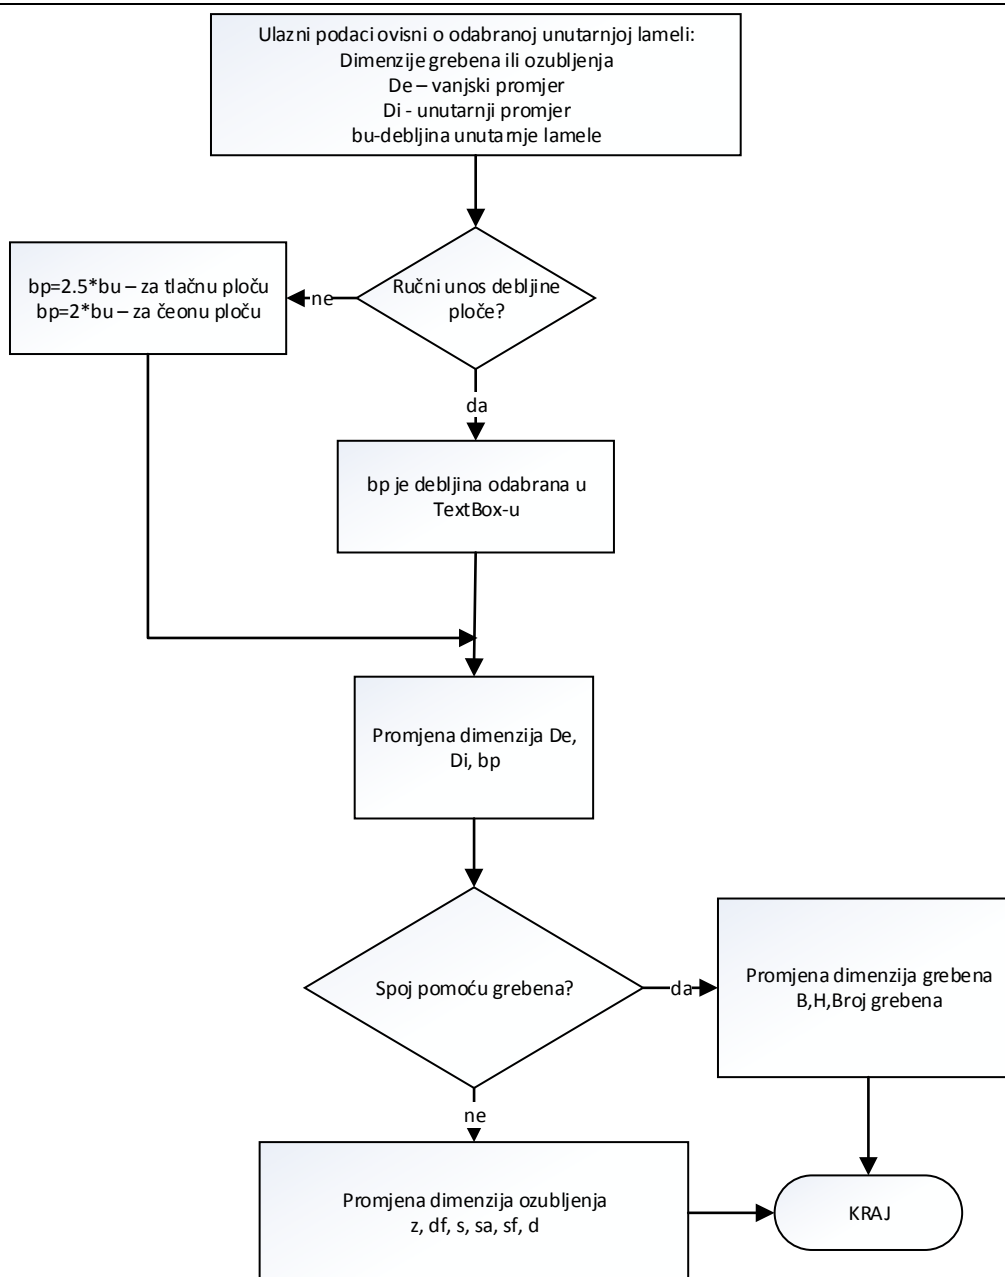 Ulazni podaci ovisni o odabranoj unutarnjoj lameli:
Dimenzije grebena ili ozubljenja
De – vanjski promjer
Di - unutarnji promjer
bu-debljina unutarnje lamele
Ručni unos debljine
ploče?
ne
bp=2.5*bu – za tlačnu ploču
bp=2*bu – za čeonu ploču
da
bp je debljina odabrana u
TextBox-u
Promjena dimenzija De,
Di, bp
Spoj pomoću grebena?
da
Promjena dimenzija grebena
B,H,Broj grebena
ne
Promjena dimenzija ozubljenja
z, df, s, sa, sf, d
KRAJ